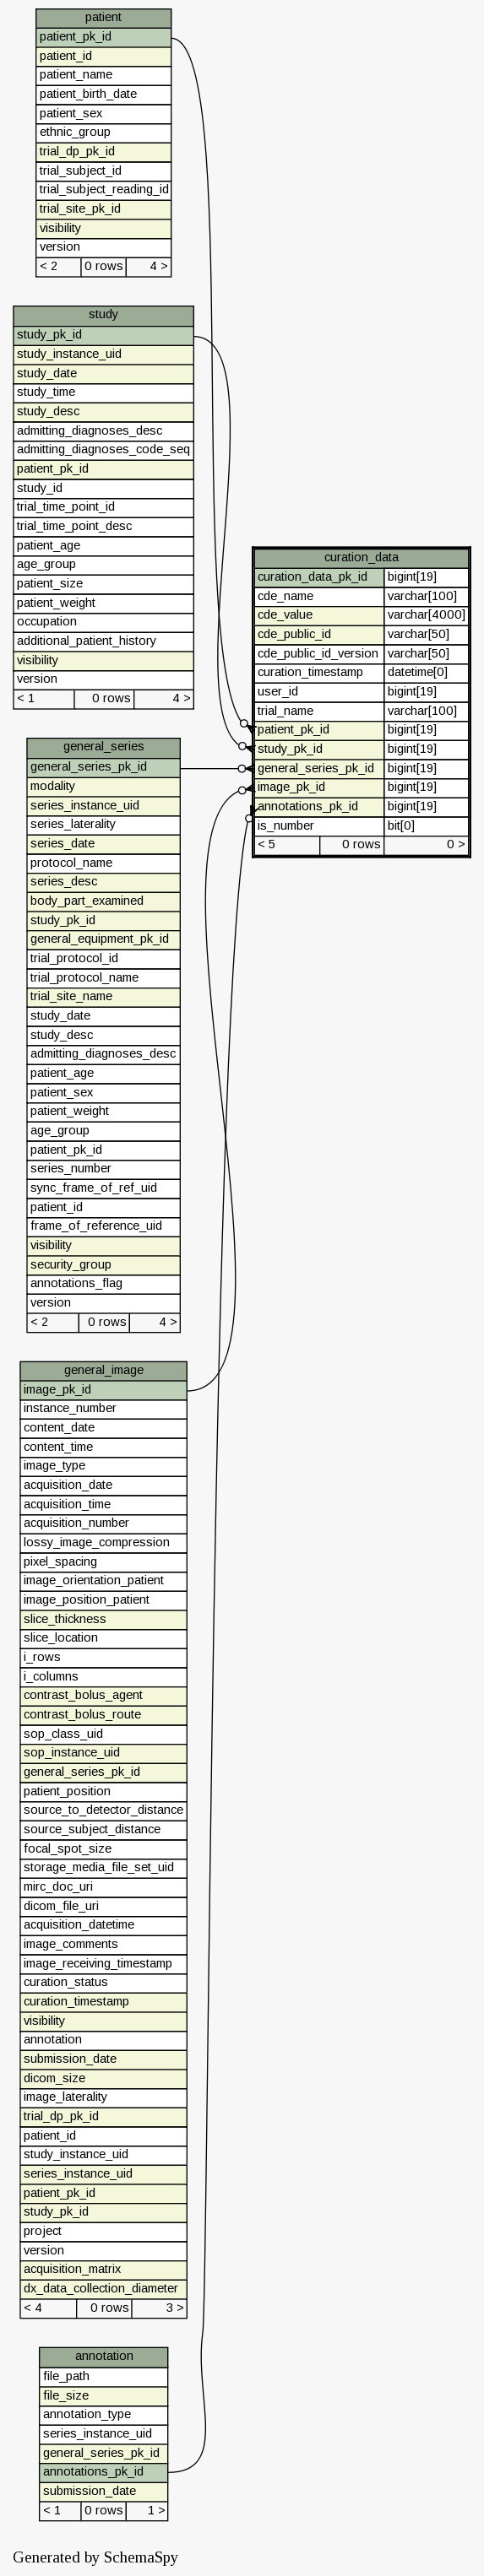 patient
patient_pk_id
patient_id
patient_name
patient_birth_date
patient_sex
ethnic_group
trial_dp_pk_id
trial_subject_id
trial_subject_reading_id
trial_site_pk_id
visibility
version
< 2 0 rows 4 >
study
study_pk_id
study_instance_uid
study_date
study_time
study_desc
admitting_diagnoses_desc
admitting_diagnoses_code_seq
patient_pk_id
study_id
trial_time_point_id
trial_time_point_desc
patient_age
age_group
patient_size
patient_weight
occupation
additional_patient_history
visibility
version
< 1 0 rows 4 >
curation_data
curation_data_pk_id bigint[19]
cde_name varchar[100]
cde_value varchar[4000]
cde_public_id varchar[50]
cde_public_id_version varchar[50]
curation_timestamp datetime[0]
user_id bigint[19]
trial_name varchar[100]
patient_pk_id bigint[19]
study_pk_id bigint[19]
general_series_pk_id bigint[19]
image_pk_id bigint[19]
annotations_pk_id bigint[19]
is_number bit[0]
< 5 0 rows 0 >
general_series
general_series_pk_id
modality
series_instance_uid
series_laterality
series_date
protocol_name
series_desc
body_part_examined
study_pk_id
general_equipment_pk_id
trial_protocol_id
trial_protocol_name
trial_site_name
study_date
study_desc
admitting_diagnoses_desc
patient_age
patient_sex
patient_weight
age_group
patient_pk_id
series_number
sync_frame_of_ref_uid
patient_id
frame_of_reference_uid
visibility
security_group
annotations_flag
version
< 2 0 rows 4 >
general_image
image_pk_id
instance_number
content_date
content_time
image_type
acquisition_date
acquisition_time
acquisition_number
lossy_image_compression
pixel_spacing
image_orientation_patient
image_position_patient
slice_thickness
slice_location
i_rows
i_columns
contrast_bolus_agent
contrast_bolus_route
sop_class_uid
sop_instance_uid
general_series_pk_id
patient_position
source_to_detector_distance
source_subject_distance
focal_spot_size
storage_media_file_set_uid
mirc_doc_uri
dicom_file_uri
acquisition_datetime
image_comments
image_receiving_timestamp
curation_status
curation_timestamp
visibility
annotation
submission_date
dicom_size
image_laterality
trial_dp_pk_id
patient_id
study_instance_uid
series_instance_uid
patient_pk_id
study_pk_id
project
version
acquisition_matrix
dx_data_collection_diameter
< 4 0 rows 3 >
annotation
file_path
file_size
annotation_type
series_instance_uid
general_series_pk_id
annotations_pk_id
submission_date
< 1 0 rows 1 >
Generated by SchemaSpy